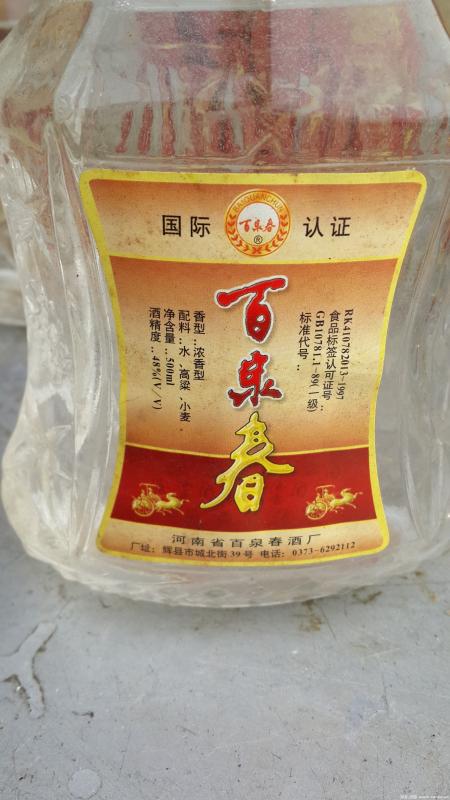 BAIQUANCHUN
国际 百泉春 ® 认证
百泉春
标准代号：
GB10781.1-89(一级)
食品标签认可证号：
RK410782013-1997
香型：浓香型
配料：水、高粱、小麦。
净含量：500ml
酒精度：48%(V/V)
河南省百泉春酒厂
厂址：辉县市城北街39号 电话：0373-6292112